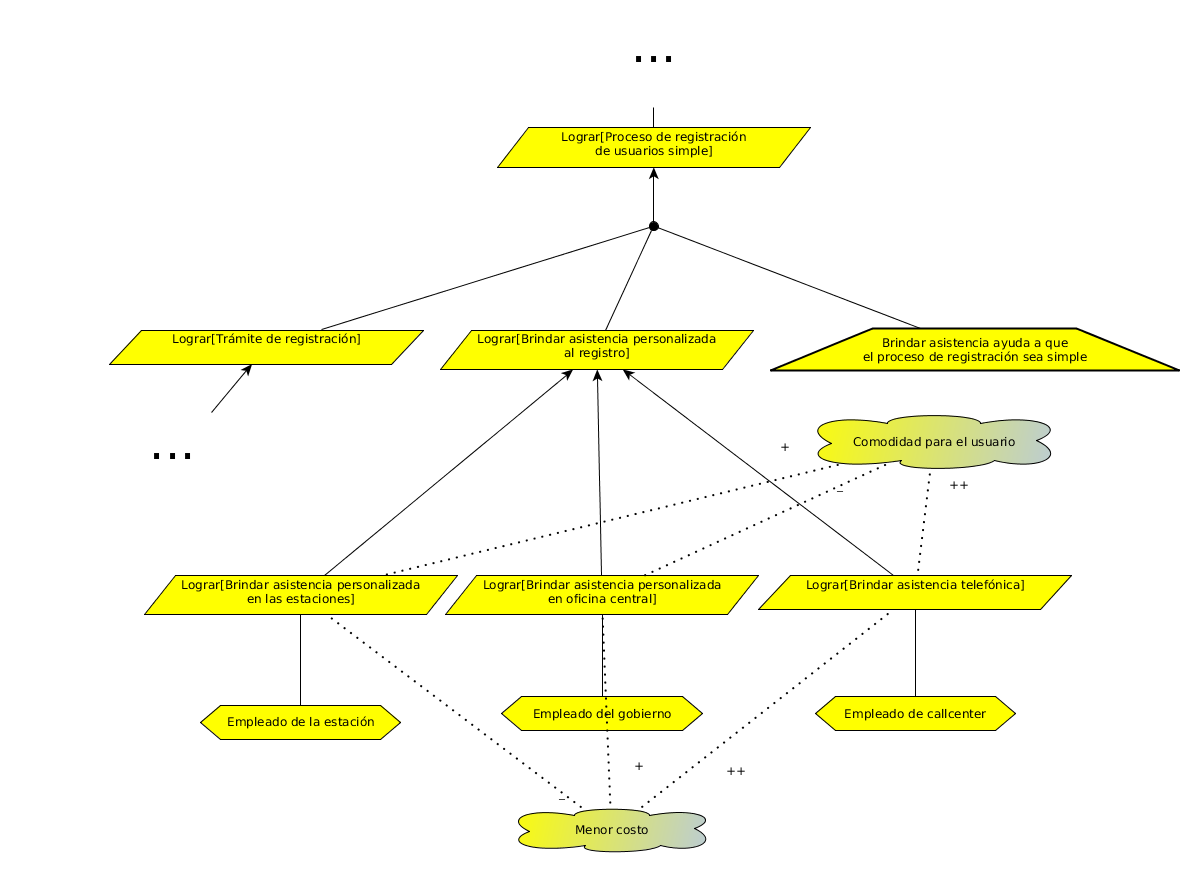 ...
Lograr[Proceso de registración
de usuarios simple]
Lograr[Trámite de registración]
Lograr[Brindar asistencia personalizada
al registro]
Brindar asistencia ayuda a que
el proceso de registración sea simple
...
Comodidad para el usuario
+
–
++
Lograr[Brindar asistencia personalizada
en las estaciones]
Lograr[Brindar asistencia personalizada
en oficina central]
Lograr[Brindar asistencia telefónica]
Empleado de la estación
Empleado del gobierno
Empleado de callcenter
–
+
++
Menor costo